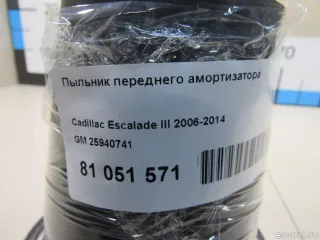 Пыльник переднего амортизатора
Cadillac Escalade III 2006-2014
GM 25940741
81 051 571